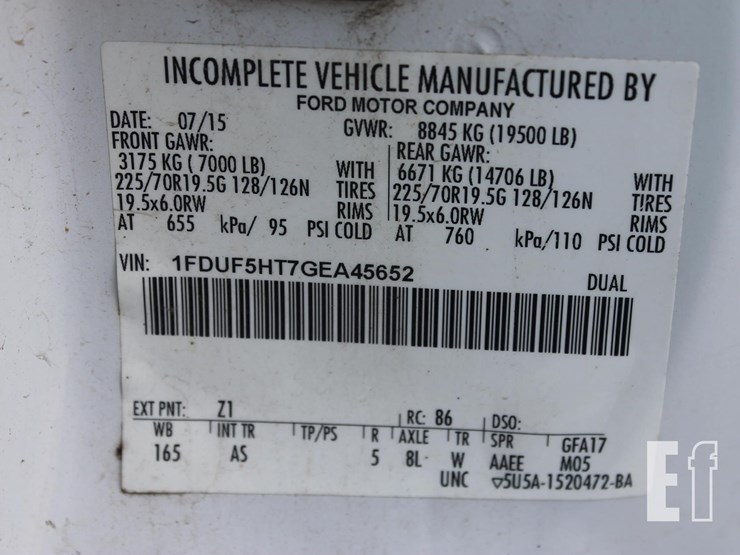 INCOMPLETE VEHICLE MANUFACTURED BY
FORD MOTOR COMPANY
DATE: 07/15 GVWR: 8845 KG (19500 LB)
FRONT GAWR: REAR GAWR:
3175 KG ( 7000 LB) WITH 6671 KG (14706 LB) WITH
225/70R19.5G 128/126N TIRES 225/70R19.5G 128/126N TIRES
19.5x6.0RW RIMS 19.5x6.0RW RIMS
AT 655 kPa/ 95 PSI COLD AT 760 kPa/110 PSI COLD
VIN: 1FDUF5HT7GEA45652 DUAL
EXT PNT: Z1 RC: 86 DSO:
WB INT TR TP/PS R AXLE TR SPR GFA17
165 AS 5 8L W AAEE M05
UNC ▽5U5A-1520472-BA
Ef